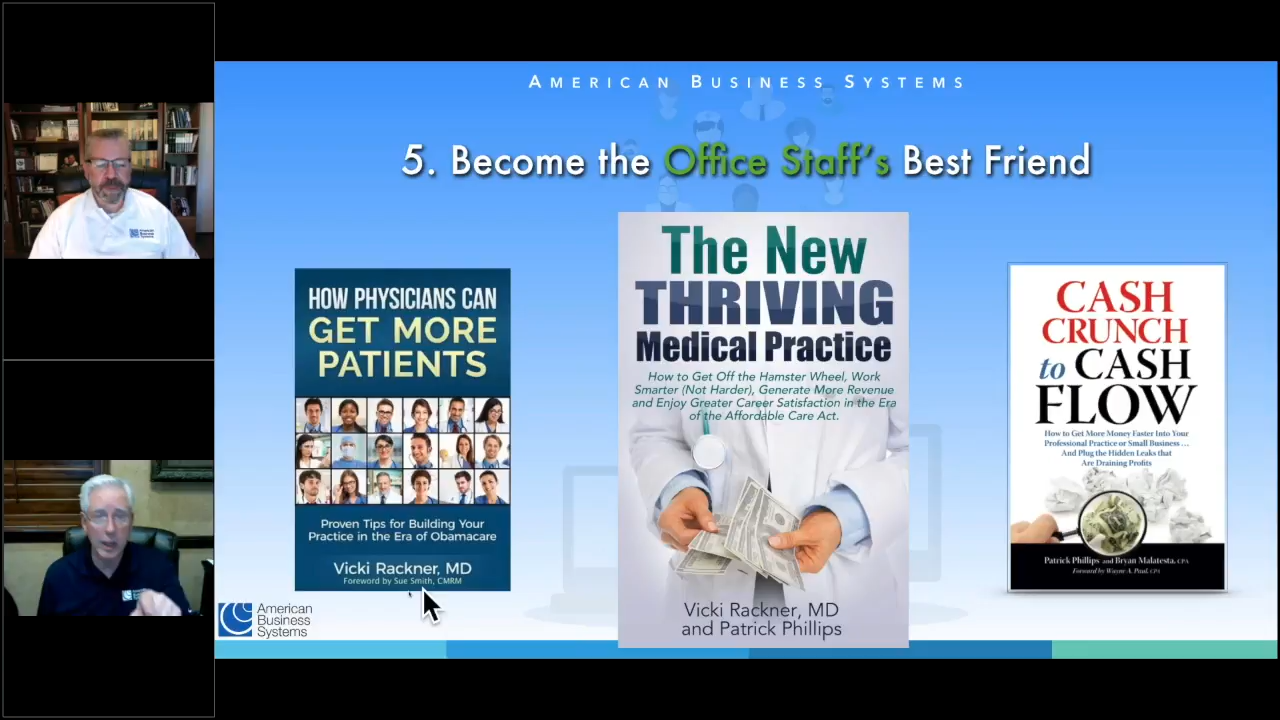 AMERICAN BUSINESS SYSTEMS
5. Become the Office Staff's Best Friend
HOW PHYSICIANS CAN
GET MORE
PATIENTS
Proven Tips for Building Your
Practice in the Era of Obamacare
Vicki Rackner, MD
Foreword by Sue Smith, CMRM
The New
THRIVING
Medical Practice
How to Get Off the Hamster Wheel, Work
Smarter (Not Harder), Generate More Revenue
and Enjoy Greater Career Satisfaction in the Era
of the Affordable Care Act.
Vicki Rackner, MD
and Patrick Phillips
CASH
CRUNCH
to CASH
FLOW
How to Get More Money Faster Into Your
Professional Practice or Small Business ...
And Plug the Hidden Leaks that
Are Draining Profits
Patrick Phillips and Bryan Malatesta, CPA
Foreword by Wayne A. Paul, CPA
American
Business
Systems
American
Business
Systems